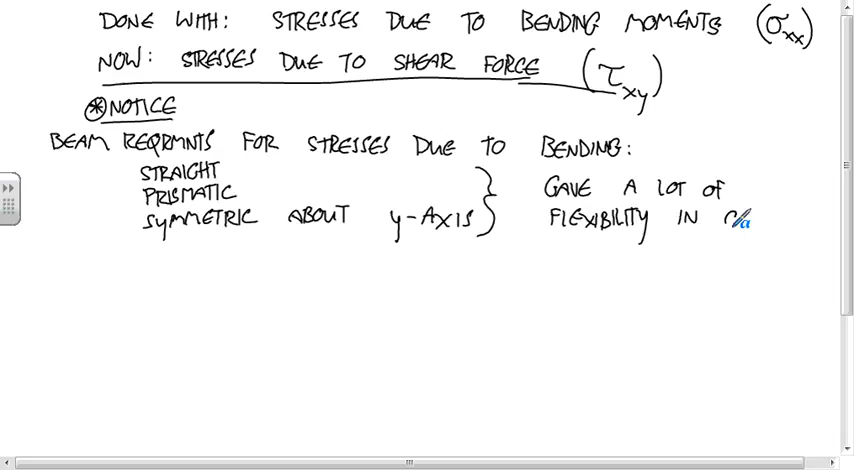 DONE WITH: STRESSES DUE TO BENDING MOMENTS (σxx)
NOW: STRESSES DUE TO SHEAR FORCE (τxy)
*NOTICE
BEAM REQRMNTS FOR STRESSES DUE TO BENDING:
STRAIGHT
PRISMATIC
SYMMETRIC ABOUT y-AXIS
GAVE A LOT OF
FLEXIBILITY IN